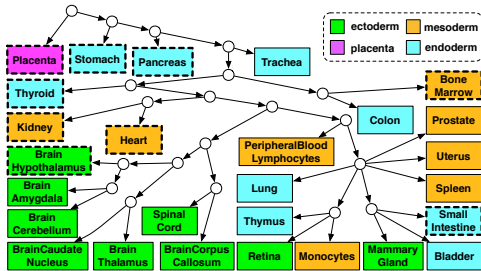 ectoderm
mesoderm
placenta
endoderm
Placenta
Stomach
Pancreas
Trachea
Thyroid
Bone
Marrow
Kidney
Heart
Colon
Prostate
PeripheralBlood
Lymphocytes
Brain
Hypothalamus
Uterus
Brain
Amygdala
Lung
Spleen
Brain
Cerebellum
Spinal
Cord
Thymus
Small
Intestine
BrainCaudate
Nucleus
Brain
Thalamus
BrainCorpus
Callosum
Retina
Monocytes
Mammary
Gland
Bladder